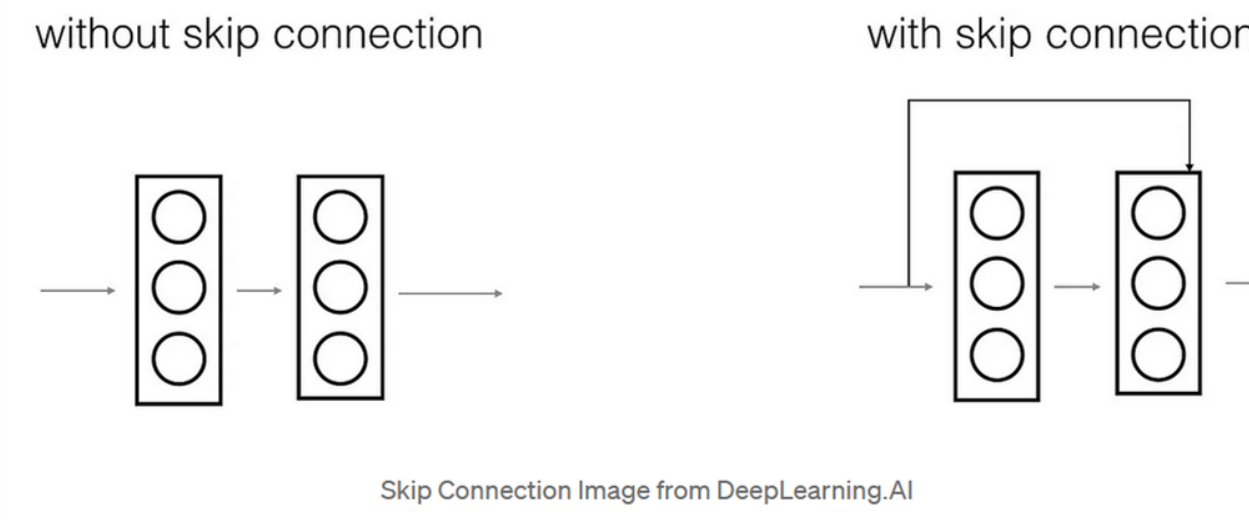 without skip connection
with skip connection
Skip Connection Image from DeepLearning.AI